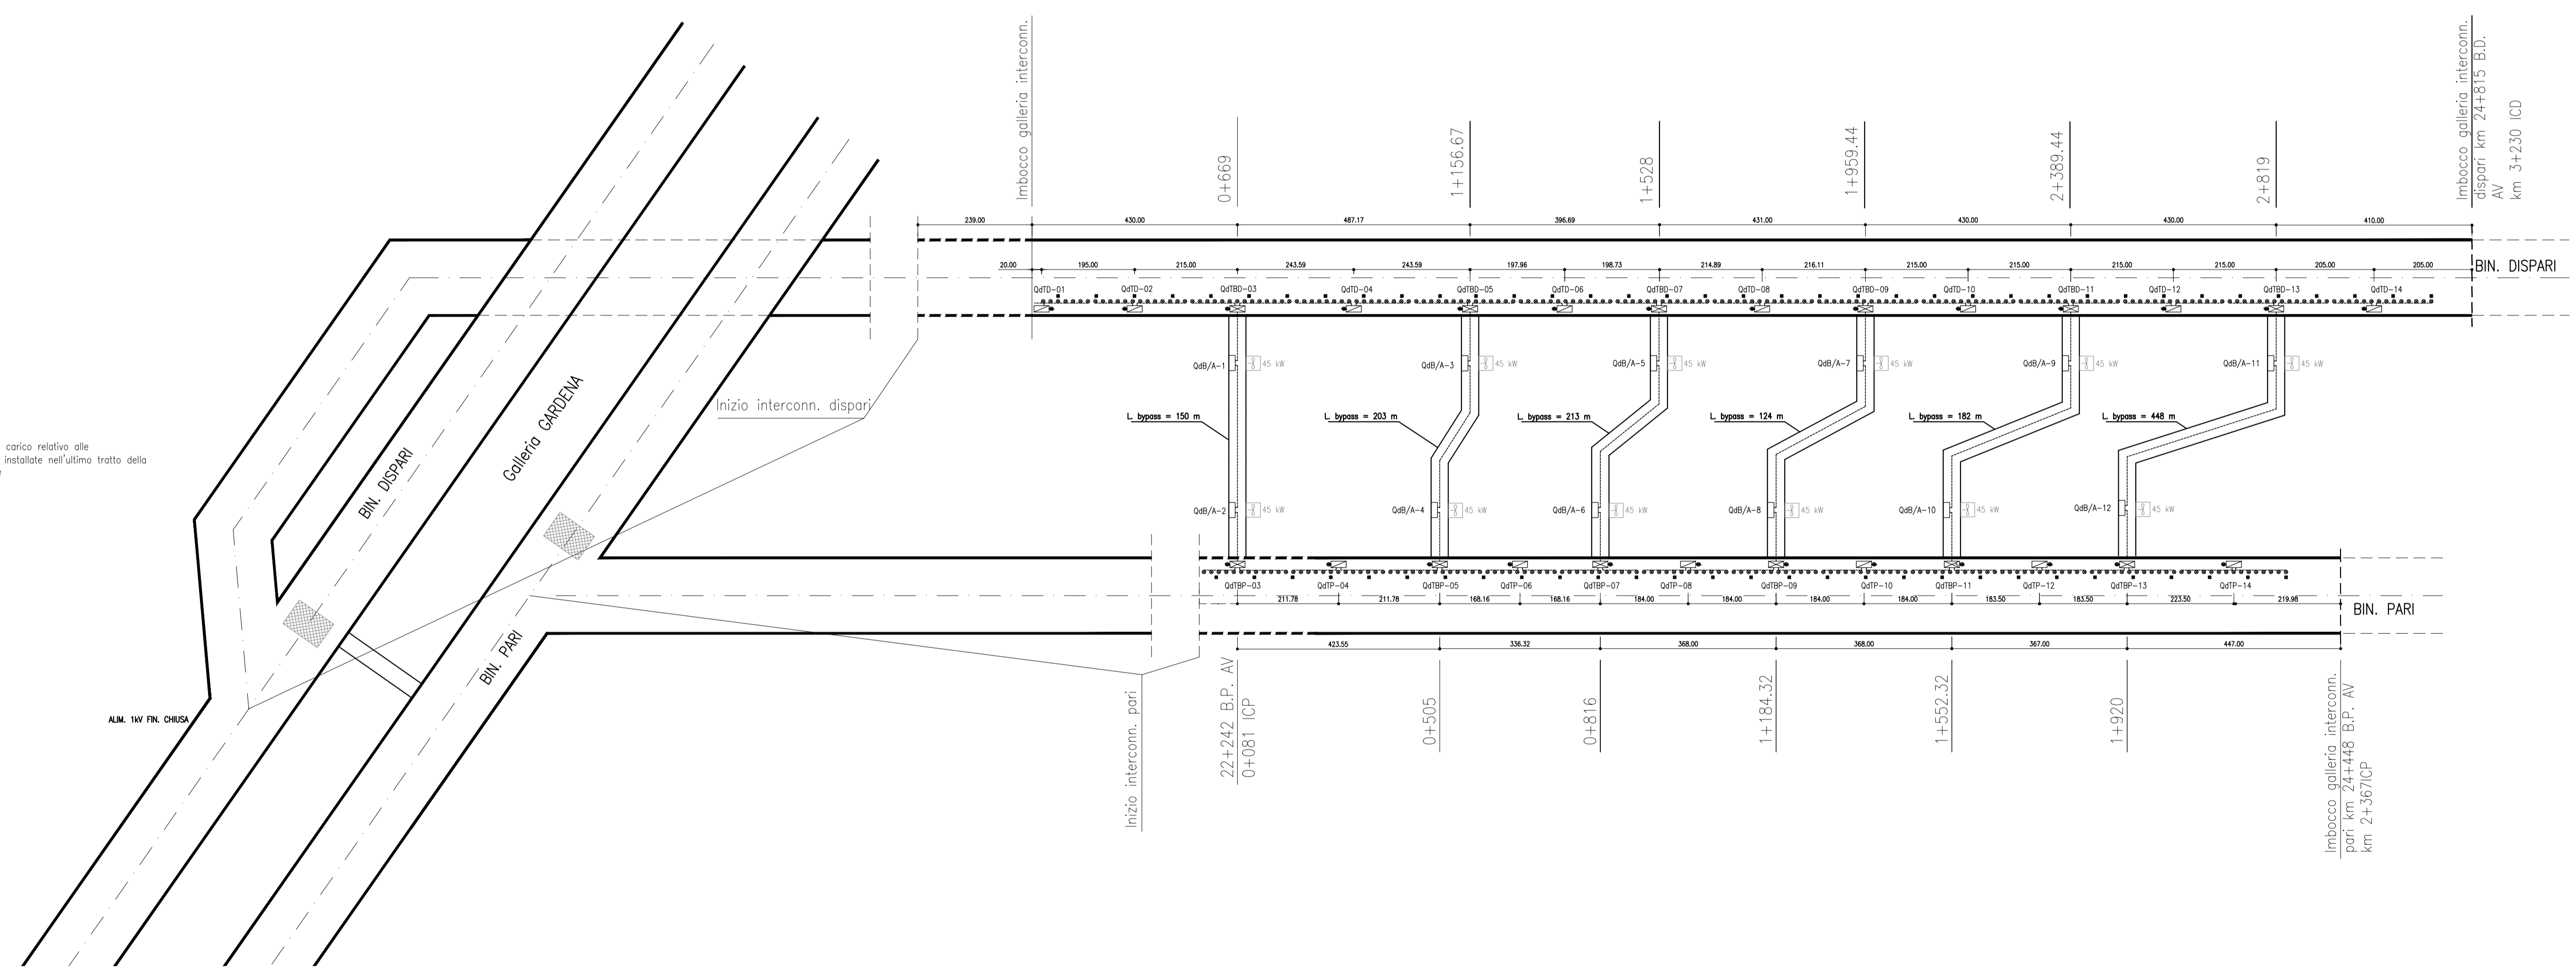 Imbocco galleria interconn.
0+669
1+156.67
1+528
1+959.44
2+389.44
2+819
Imbocco galleria interconn.
dispari km 24+815 B.D.
AV
km 3+230 ICD
239.00
430.00
487.17
396.69
431.00
430.00
430.00
410.00
20.00
195.00
215.00
243.59
243.59
197.96
198.73
214.89
216.11
215.00
215.00
215.00
215.00
205.00
205.00
BIN. DISPARI
QdTD-01
QdTD-02
QdTBD-03
QdTD-04
QdTBD-05
QdTD-06
QdTBD-07
QdTD-08
QdTBD-09
QdTD-10
QdTBD-11
QdTD-12
QdTBD-13
QdTD-14
QdB/A-1
45 kW
QdB/A-3
45 kW
QdB/A-5
45 kW
QdB/A-7
45 kW
QdB/A-9
45 kW
QdB/A-11
45 kW
Inizio interconn. dispari
L. bypass = 150 m
L. bypass = 203 m
L. bypass = 213 m
L. bypass = 124 m
L. bypass = 182 m
L. bypass = 448 m
carico relativo alle
installate nell'ultimo tratto della
BIN. DISPARI
Galleria GARDENA
BIN. PARI
QdB/A-2
45 kW
QdB/A-4
45 kW
QdB/A-6
45 kW
QdB/A-8
45 kW
QdB/A-10
45 kW
QdB/A-12
45 kW
QdTBP-03
QdTP-04
QdTBP-05
QdTP-06
QdTBP-07
QdTP-08
QdTBP-09
QdTP-10
QdTBP-11
QdTP-12
QdTBP-13
QdTP-14
211.78
211.78
168.16
168.16
184.00
184.00
184.00
184.00
183.50
183.50
223.50
219.98
BIN. PARI
423.55
336.32
368.00
368.00
367.00
447.00
ALIM. 1kV FIN. CHIUSA
Inizio interconn. pari
22+242 B.P. AV
0+081 ICP
0+505
0+816
1+184.32
1+552.32
1+920
Imbocco galleria interconn.
pari km 24+448 B.P. AV
km 2+367ICP